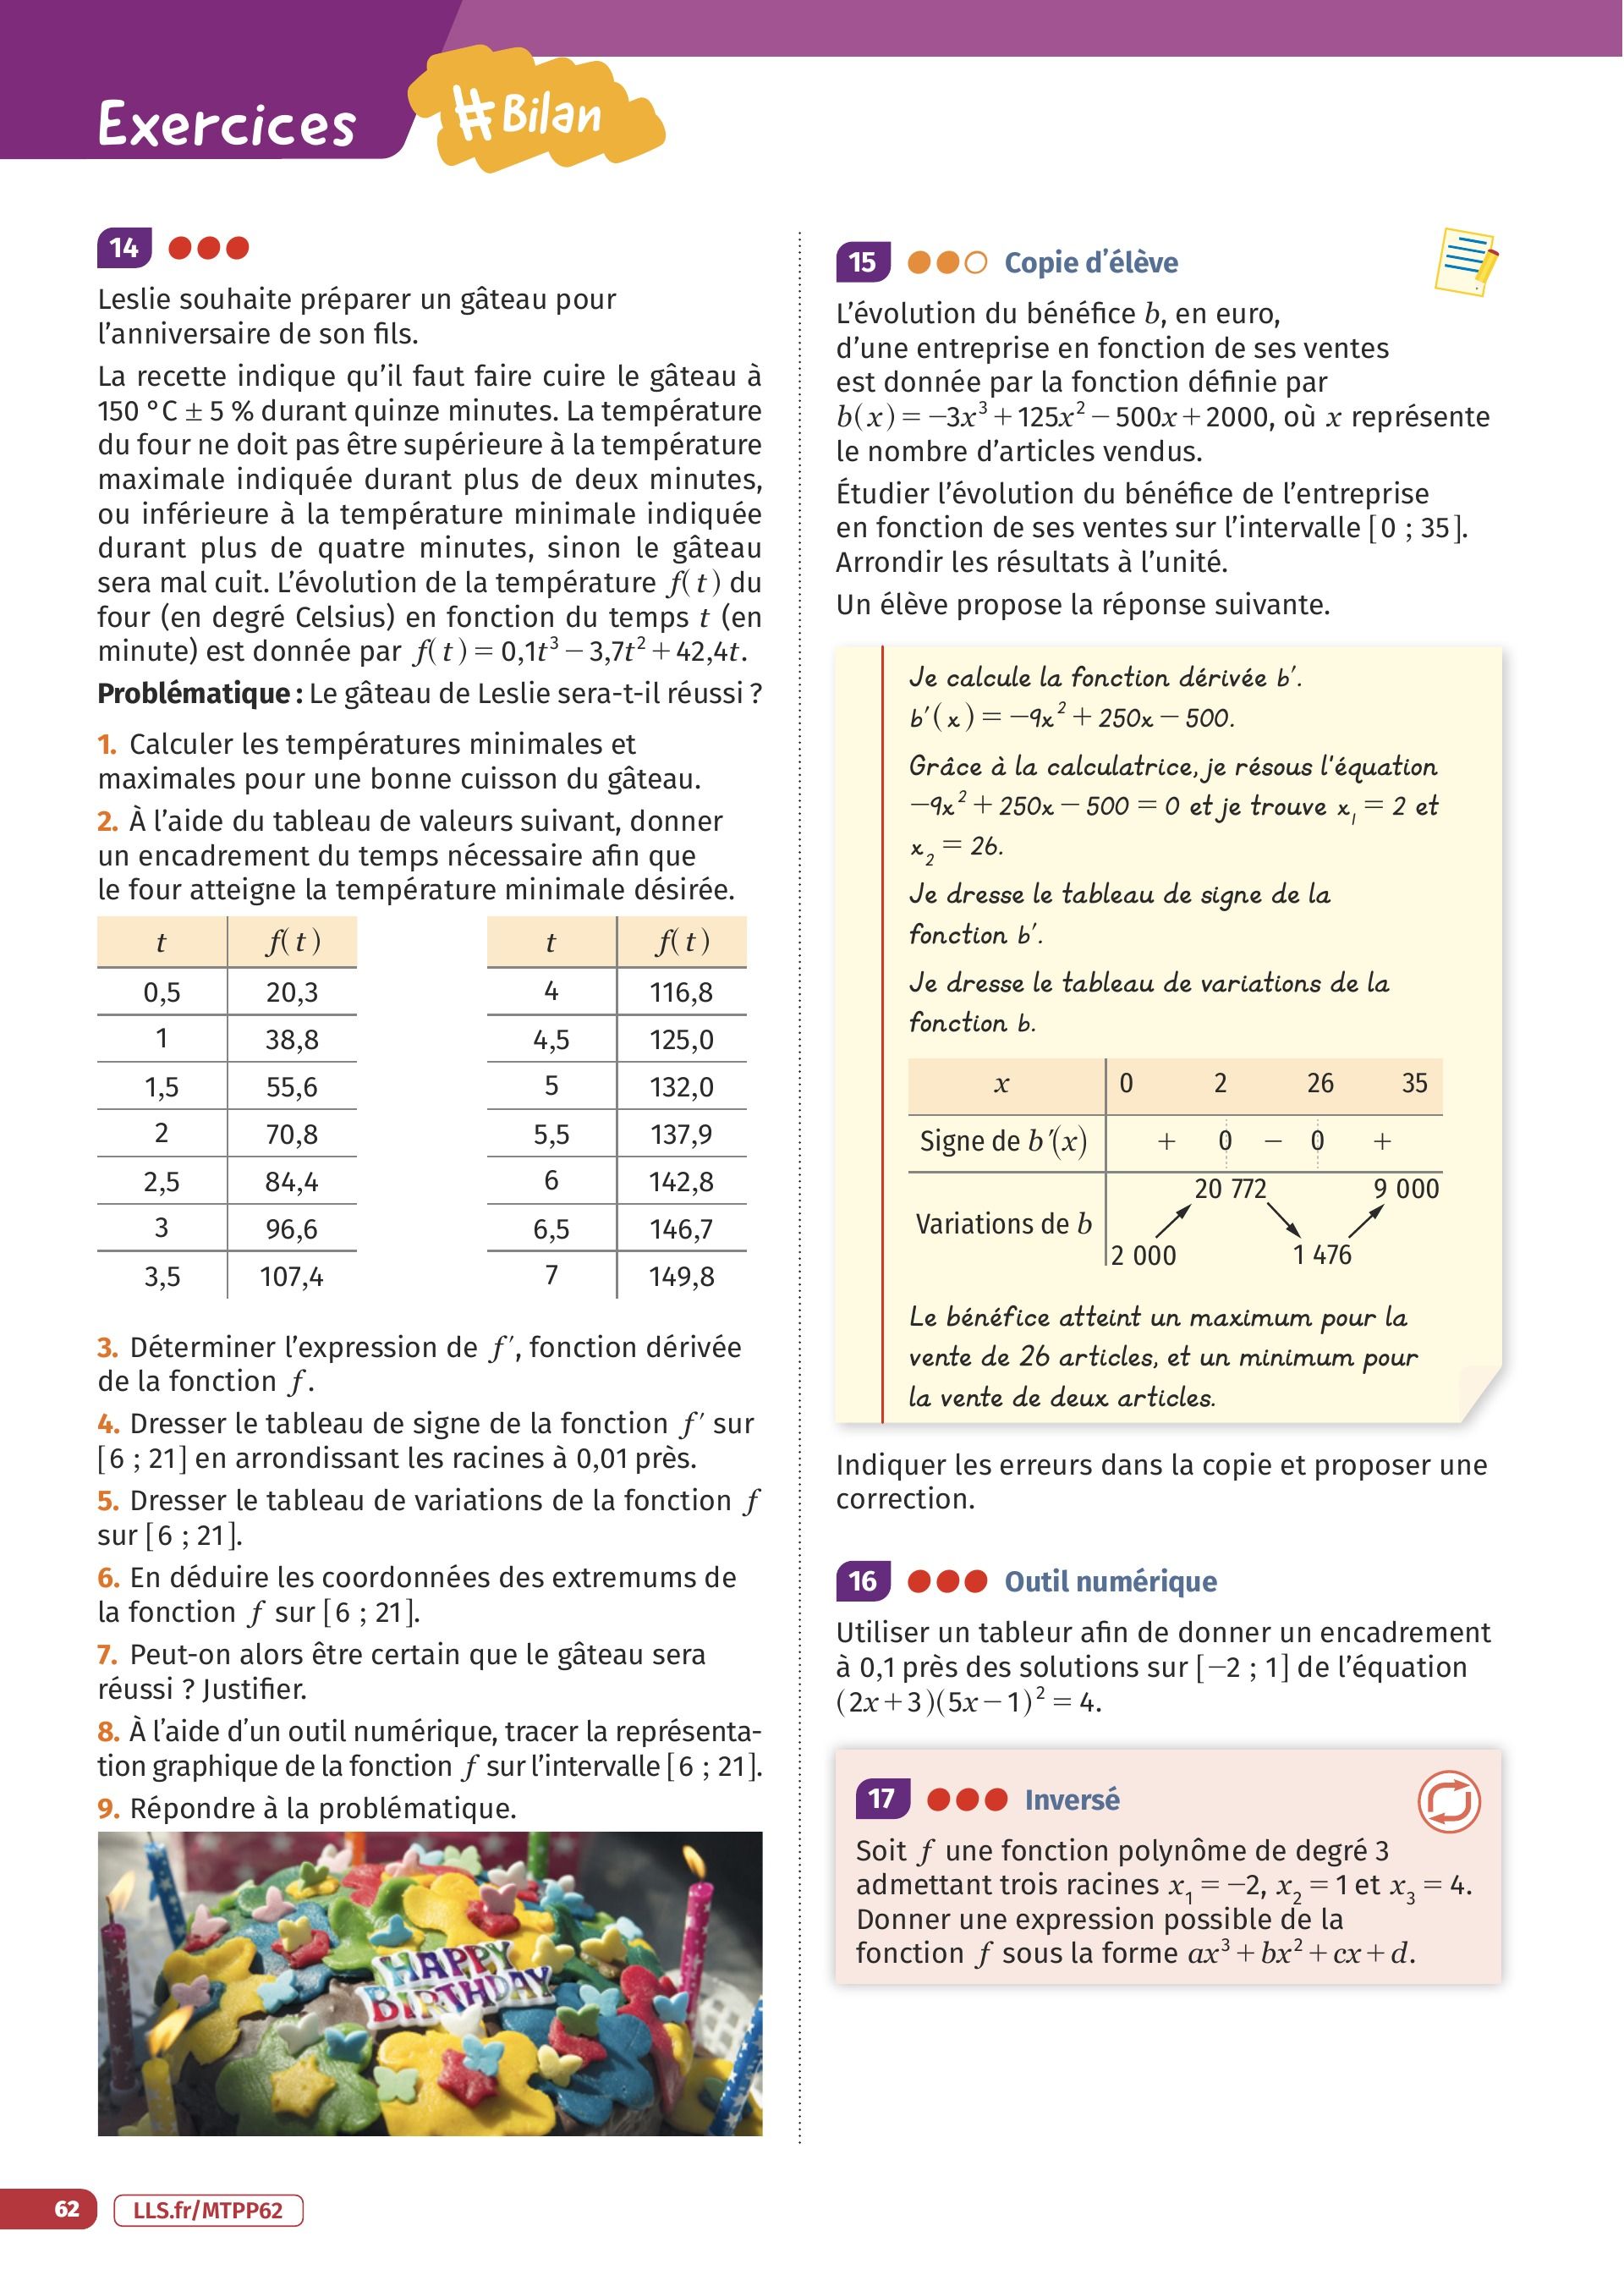 Exercices
#Bilan
14
Leslie souhaite préparer un gâteau pour
l’anniversaire de son fils.
La recette indique qu’il faut faire cuire le gâteau à
150 °C ± 5 % durant quinze minutes. La température
du four ne doit pas être supérieure à la température
maximale indiquée durant plus de deux minutes,
ou inférieure à la température minimale indiquée
durant plus de quatre minutes, sinon le gâteau
sera mal cuit. L’évolution de la température f(t) du
four (en degré Celsius) en fonction du temps t (en
minute) est donnée par f(t) = 0,1t³ − 3,7t² + 42,4t.
Problématique : Le gâteau de Leslie sera-t-il réussi ?
1. Calculer les températures minimales et
maximales pour une bonne cuisson du gâteau.
2. À l’aide du tableau de valeurs suivant, donner
un encadrement du temps nécessaire afin que
le four atteigne la température minimale désirée.
t f(t)
0,5 20,3
1 38,8
1,5 55,6
2 70,8
2,5 84,4
3 96,6
3,5 107,4
t f(t)
4 116,8
4,5 125,0
5 132,0
5,5 137,9
6 142,8
6,5 146,7
7 149,8
3. Déterminer l’expression de f′, fonction dérivée
de la fonction f.
4. Dresser le tableau de signe de la fonction f′ sur
[6 ; 21] en arrondissant les racines à 0,01 près.
5. Dresser le tableau de variations de la fonction f
sur [6 ; 21].
6. En déduire les coordonnées des extremums de
la fonction f sur [6 ; 21].
7. Peut-on alors être certain que le gâteau sera
réussi ? Justifier.
8. À l’aide d’un outil numérique, tracer la représenta-
tion graphique de la fonction f sur l’intervalle [6 ; 21].
9. Répondre à la problématique.
HAPPY
BIRTHDAY
15 Copie d’élève
L’évolution du bénéfice b, en euro,
d’une entreprise en fonction de ses ventes
est donnée par la fonction définie par
b(x) = −3x³ + 125x² − 500x + 2000, où x représente
le nombre d’articles vendus.
Étudier l’évolution du bénéfice de l’entreprise
en fonction de ses ventes sur l’intervalle [0 ; 35].
Arrondir les résultats à l’unité.
Un élève propose la réponse suivante.
Je calcule la fonction dérivée b′.
b′(x) = −9x² + 250x − 500.
Grâce à la calculatrice, je résous l'équation
−9x² + 250x − 500 = 0 et je trouve x₁ = 2 et
x₂ = 26.
Je dresse le tableau de signe de la
fonction b′.
Je dresse le tableau de variations de la
fonction b.
x 0 2 26 35
Signe de b′(x) + 0 − 0 +
20 772 9 000
Variations de b
2 000 1 476
Le bénéfice atteint un maximum pour la
vente de 26 articles, et un minimum pour
la vente de deux articles.
Indiquer les erreurs dans la copie et proposer une
correction.
16 Outil numérique
Utiliser un tableur afin de donner un encadrement
à 0,1 près des solutions sur [−2 ; 1] de l’équation
(2x + 3)(5x − 1)² = 4.
17 Inversé
Soit f une fonction polynôme de degré 3
admettant trois racines x₁ = −2, x₂ = 1 et x₃ = 4.
Donner une expression possible de la
fonction f sous la forme ax³ + bx² + cx + d.
62
LLS.fr/MTPP62